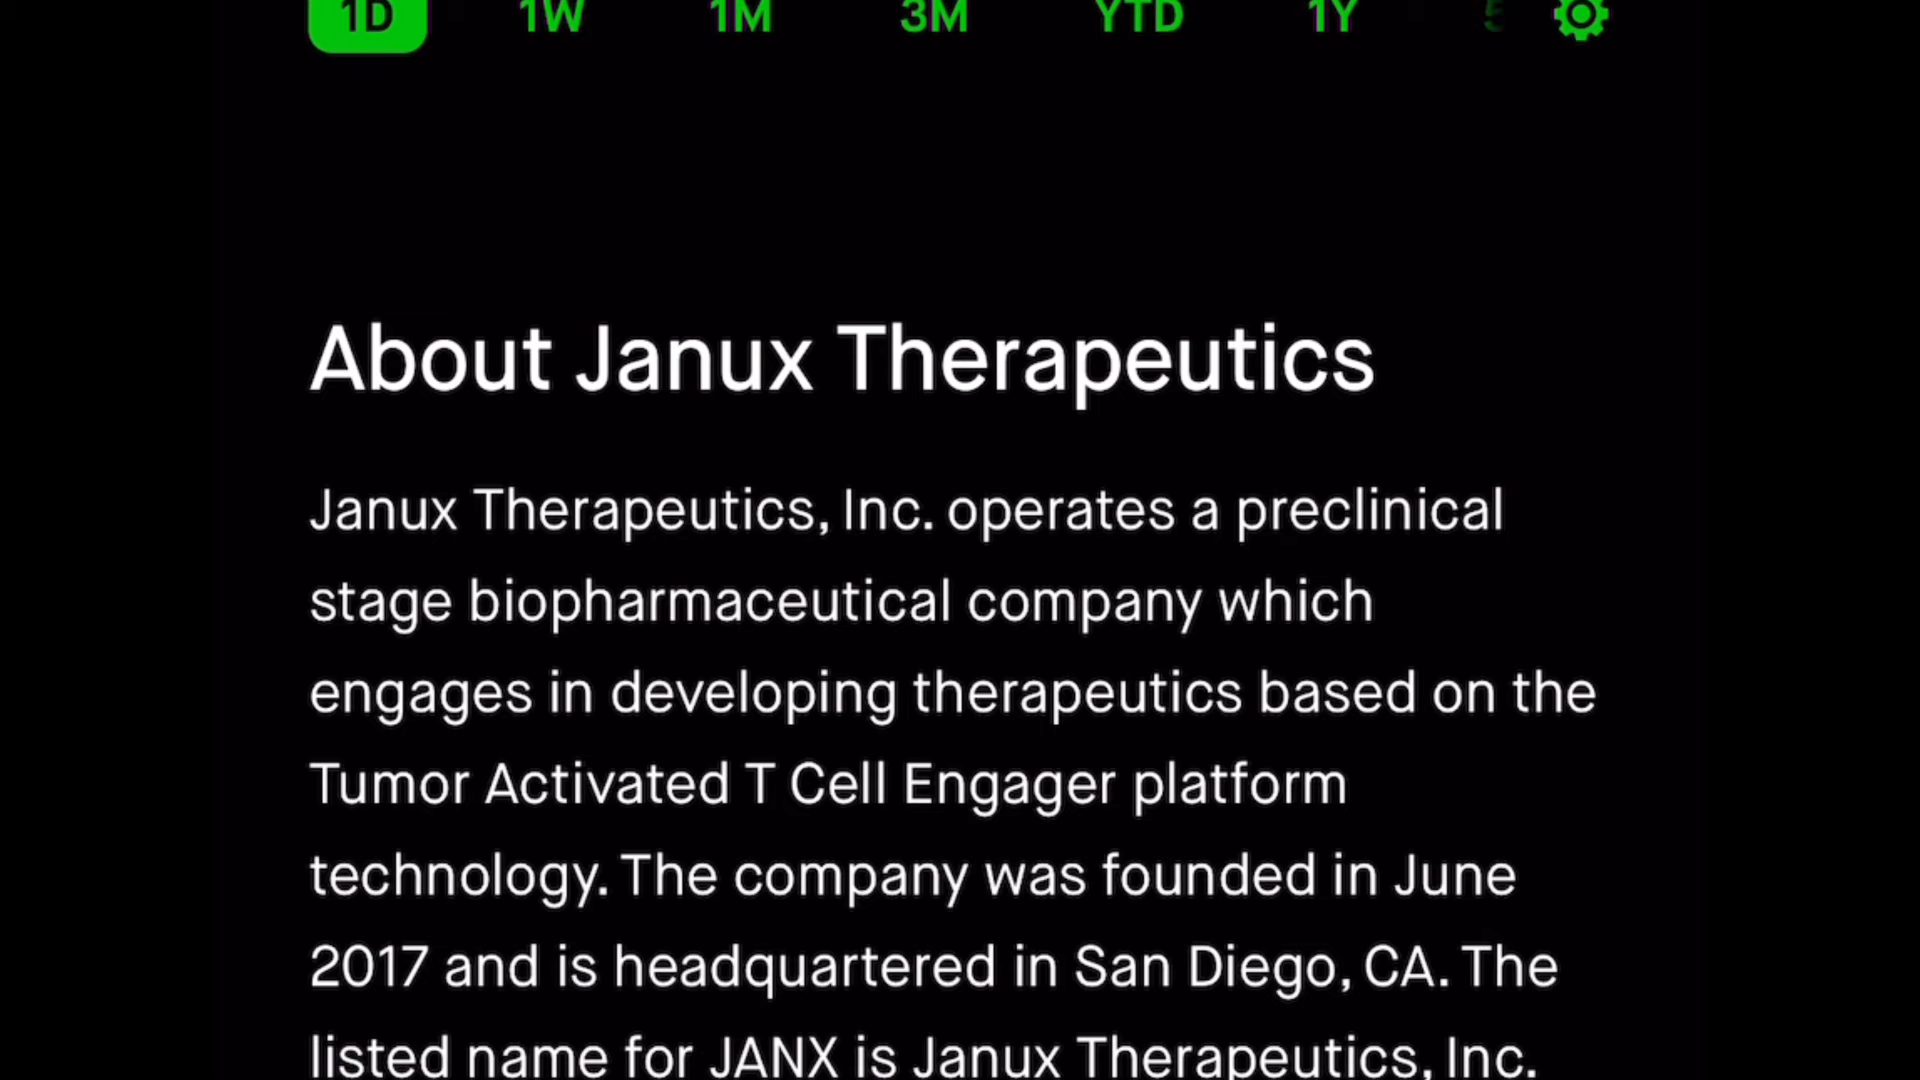 1D 1W 1M 3M YTD 1Y 5
About Janux Therapeutics
Janux Therapeutics, Inc. operates a preclinical
stage biopharmaceutical company which
engages in developing therapeutics based on the
Tumor Activated T Cell Engager platform
technology. The company was founded in June
2017 and is headquartered in San Diego, CA. The
listed name for JANX is Janux Therapeutics, Inc.